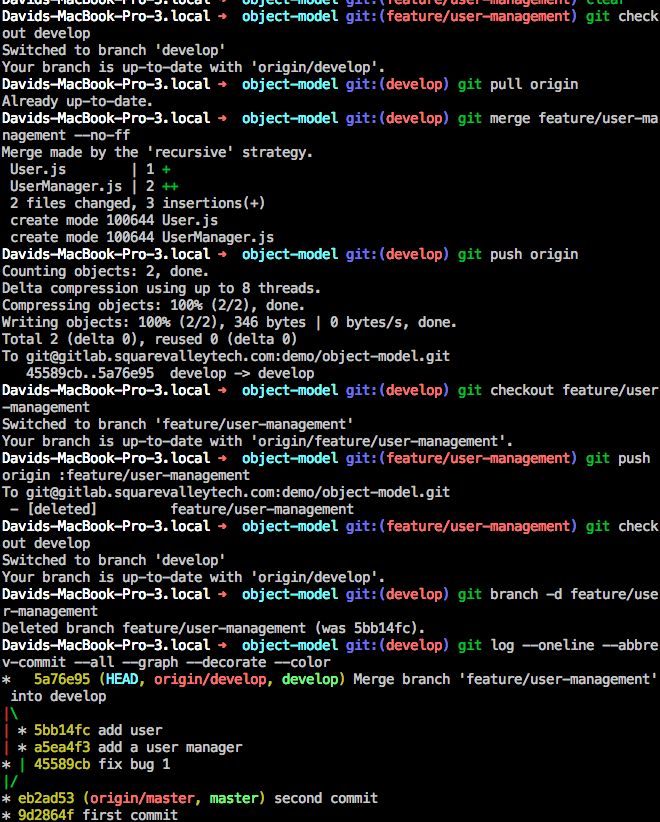 Davids-MacBook-Pro-3.local ➜  object-model git:(feature/user-management) clear
Davids-MacBook-Pro-3.local ➜  object-model git:(feature/user-management) git check
out develop
Switched to branch 'develop'
Your branch is up-to-date with 'origin/develop'.
Davids-MacBook-Pro-3.local ➜  object-model git:(develop) git pull origin
Already up-to-date.
Davids-MacBook-Pro-3.local ➜  object-model git:(develop) git merge feature/user-ma
nagement --no-ff
Merge made by the 'recursive' strategy.
 User.js        | 1 +
 UserManager.js | 2 ++
 2 files changed, 3 insertions(+)
 create mode 100644 User.js
 create mode 100644 UserManager.js
Davids-MacBook-Pro-3.local ➜  object-model git:(develop) git push origin
Counting objects: 2, done.
Delta compression using up to 8 threads.
Compressing objects: 100% (2/2), done.
Writing objects: 100% (2/2), 346 bytes | 0 bytes/s, done.
Total 2 (delta 0), reused 0 (delta 0)
To git@gitlab.squarevalleytech.com:demo/object-model.git
   45589cb..5a76e95  develop -> develop
Davids-MacBook-Pro-3.local ➜  object-model git:(develop) git checkout feature/user
-management
Switched to branch 'feature/user-management'
Your branch is up-to-date with 'origin/feature/user-management'.
Davids-MacBook-Pro-3.local ➜  object-model git:(feature/user-management) git push
origin :feature/user-management
To git@gitlab.squarevalleytech.com:demo/object-model.git
 - [deleted]         feature/user-management
Davids-MacBook-Pro-3.local ➜  object-model git:(feature/user-management) git check
out develop
Switched to branch 'develop'
Your branch is up-to-date with 'origin/develop'.
Davids-MacBook-Pro-3.local ➜  object-model git:(develop) git branch -d feature/use
r-management
Deleted branch feature/user-management (was 5bb14fc).
Davids-MacBook-Pro-3.local ➜  object-model git:(develop) git log --oneline --abbre
v-commit --all --graph --decorate --color
*   5a76e95 (HEAD, origin/develop, develop) Merge branch 'feature/user-management'
 into develop
|\
| * 5bb14fc add user
| * a5ea4f3 add a user manager
* | 45589cb fix bug 1
|/
* eb2ad53 (origin/master, master) second commit
* 9d2864f first commit